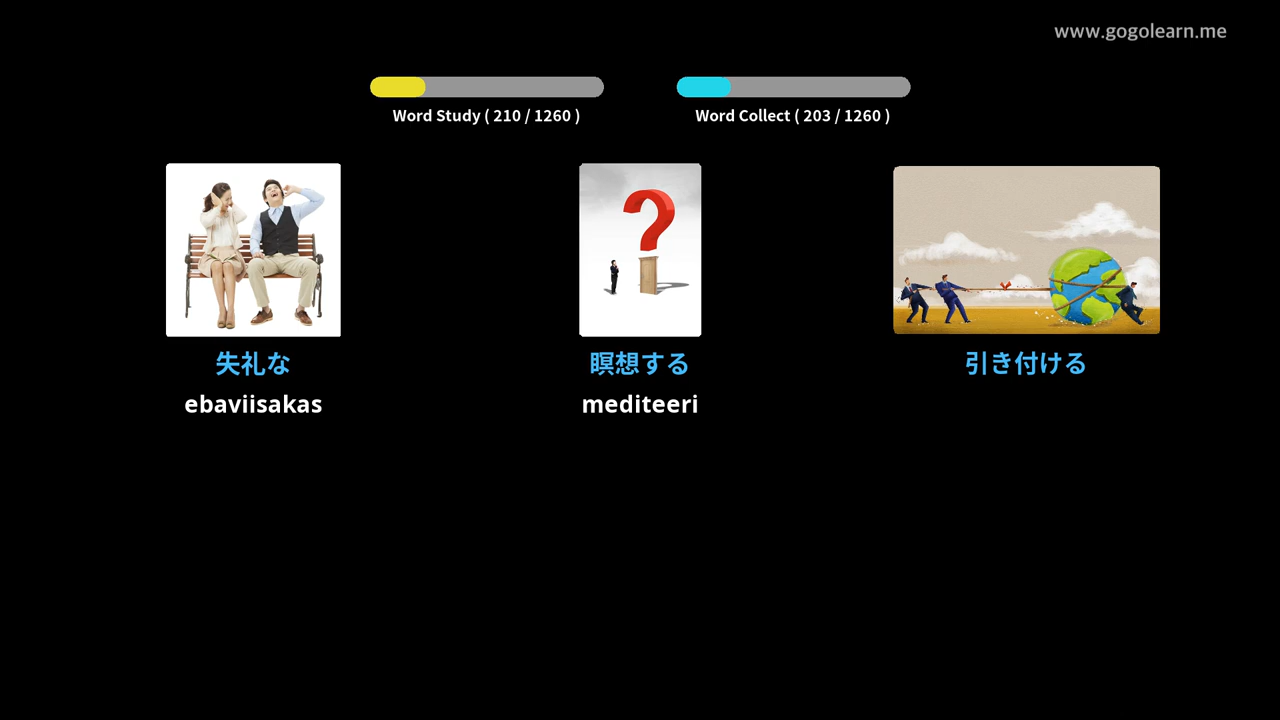 www.gogolearn.me
Word Study ( 210 / 1260 )
Word Collect ( 203 / 1260 )
失礼な
瞑想する
引き付ける
ebaviisakas
mediteeri